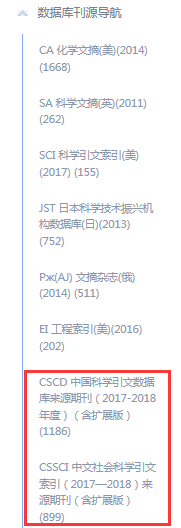 数据库刊源导航
CA 化学文摘(美)(2014)
(1668)
SA 科学文摘(英)(2011)
(262)
SCI 科学引文索引(美)
(2017) (155)
JST 日本科学技术振兴机
构数据库(日)(2013)
(752)
Pж(AJ) 文摘杂志(俄)
(2014) (511)
EI 工程索引(美)(2016)
(202)
CSCD 中国科学引文数据
库来源期刊（2017-2018
年度）（含扩展版）
(1186)
CSSCI 中文社会科学引文
索引（2017—2018）来
源期刊（含扩展版）
(899)